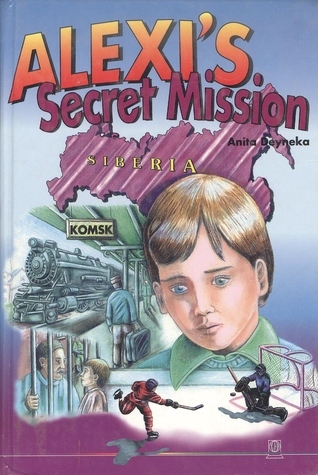 ALEXI'S
Secret Mission
Anita Deyneka
SIBERIA
KOMSK